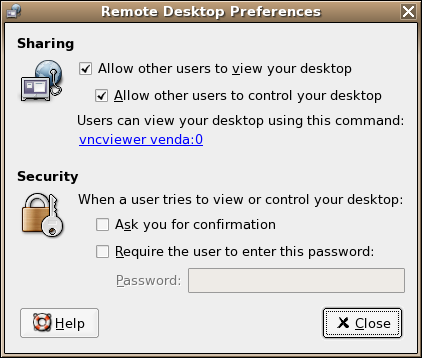 Remote Desktop Preferences
Sharing
Allow other users to view your desktop
Allow other users to control your desktop
Users can view your desktop using this command:
vncviewer venda:0
Security
When a user tries to view or control your desktop:
Ask you for confirmation
Require the user to enter this password:
Password:
Help
Close